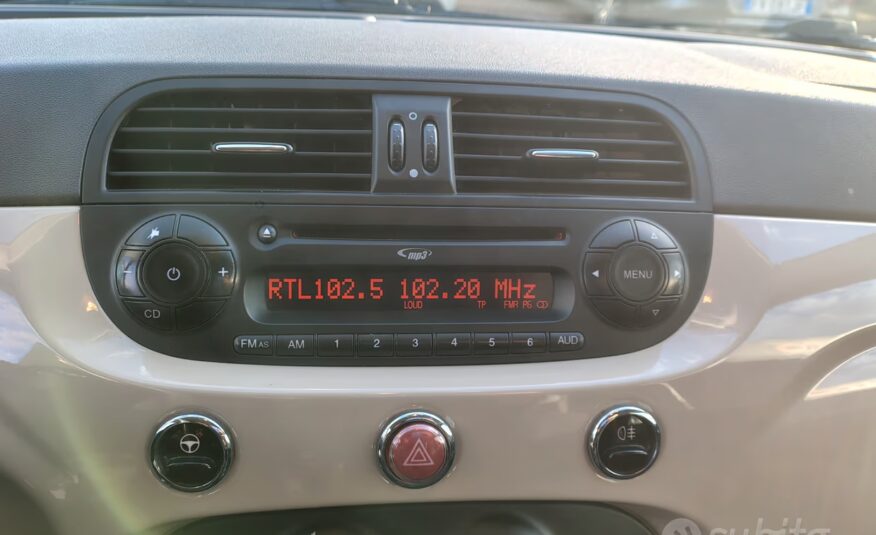 mp3
RTL102.5 102.20 MHz
LOUD TP FMR PG
MENU
CD
FM AS AM 1 2 3 4 5 6 AUD
subito